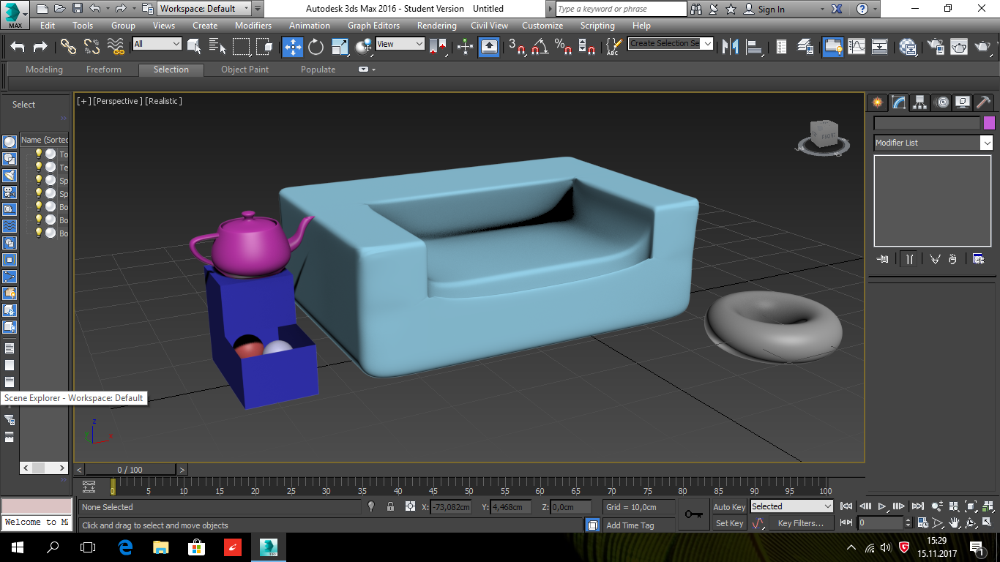 Workspace: Default
Autodesk 3ds Max 2016 - Student Version Untitled
Type a keyword or phrase
Sign In
MAX
Edit Tools Group Views Create Modifiers Animation Graph Editors Rendering Civil View Customize Scripting Help
All
View
3
ABC
Create Selection Se
Modeling Freeform Selection Object Paint Populate
Select
[+] [Perspective] [Realistic]
FRONT
Name (Sorted
To
Te
Sp
Sp
Bo
Bo
Bo
Modifier List
Scene Explorer - Workspace: Default
z
y
x
0 / 100
0 5 10 15 20 25 30 35 40 45 50 55 60 65 70 75 80 85 90 95 100
None Selected
X: -73,082cm Y: 4,468cm Z: 0,0cm
Grid = 10,0cm
Auto Key
Selected
Welcome to M
Click and drag to select and move objects
Add Time Tag
Set Key
Key Filters...
0
15:29
15.11.2017
1